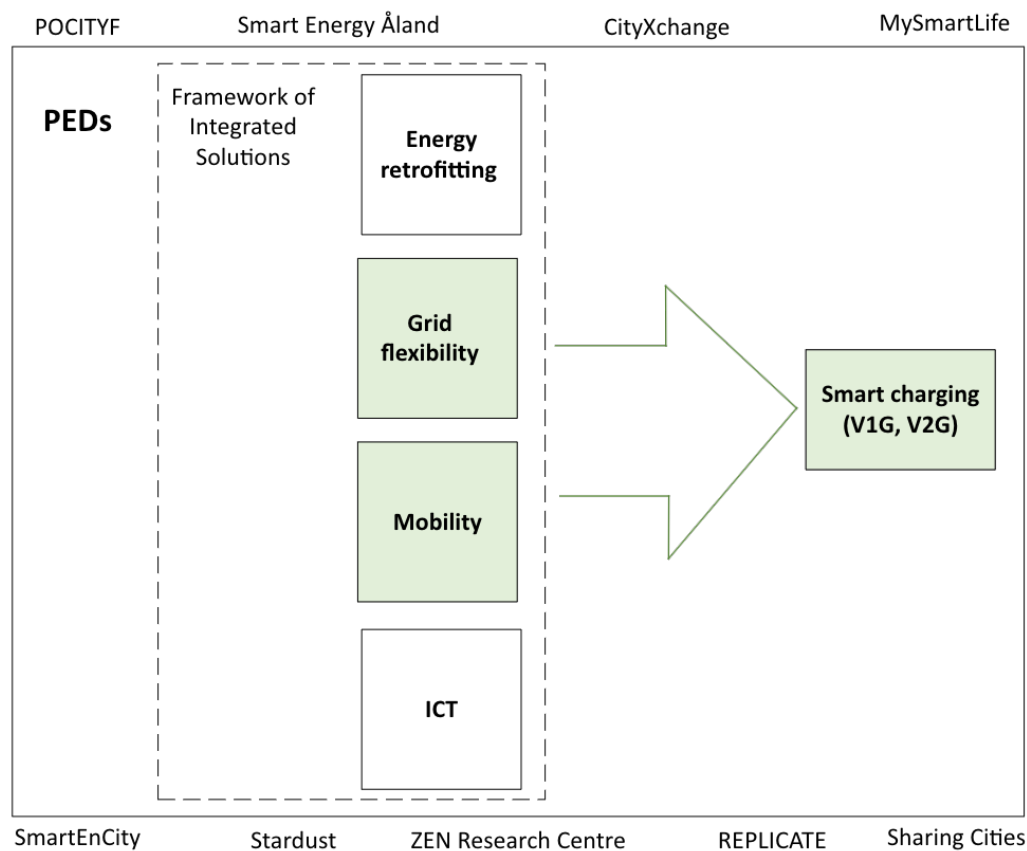 POCITYF
Smart Energy Åland
CityXchange
MySmartLife
PEDs
Framework of
Integrated
Solutions
Energy
retrofitting
Grid
flexibility
Mobility
ICT
Smart charging
(V1G, V2G)
SmartEnCity
Stardust
ZEN Research Centre
REPLICATE
Sharing Cities